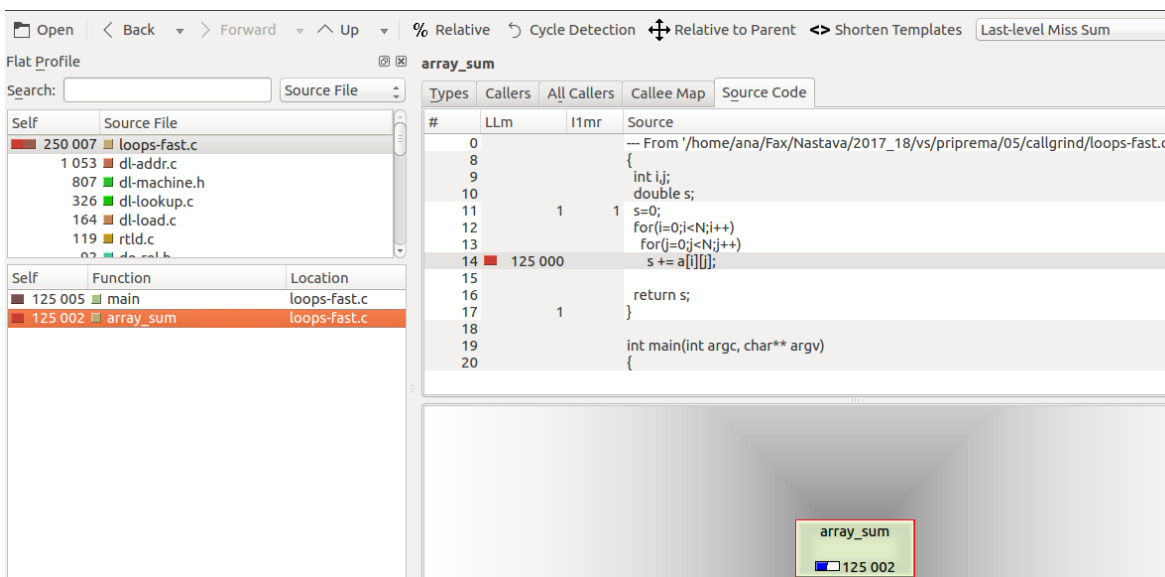 Open Back Forward Up % Relative Cycle Detection Relative to Parent <> Shorten Templates Last-level Miss Sum
Flat Profile
Search: Source File
Self Source File
250 007 loops-fast.c
1 053 dl-addr.c
807 dl-machine.h
326 dl-lookup.c
164 dl-load.c
119 rtld.c
Self Function Location
125 005 main loops-fast.c
125 002 array_sum loops-fast.c
array_sum
Types Callers All Callers Callee Map Source Code
# LLm I1mr Source
0 --- From '/home/ana/Fax/Nastava/2017_18/vs/priprema/05/callgrind/loops-fast.c
8 {
9 int i,j;
10 double s;
11 1 1 s=0;
12 for(i=0;i<N;i++)
13 for(j=0;j<N;j++)
14 125 000 s += a[i][j];
15
16 return s;
17 1 }
18
19 int main(int argc, char** argv)
20 {
array_sum
125 002